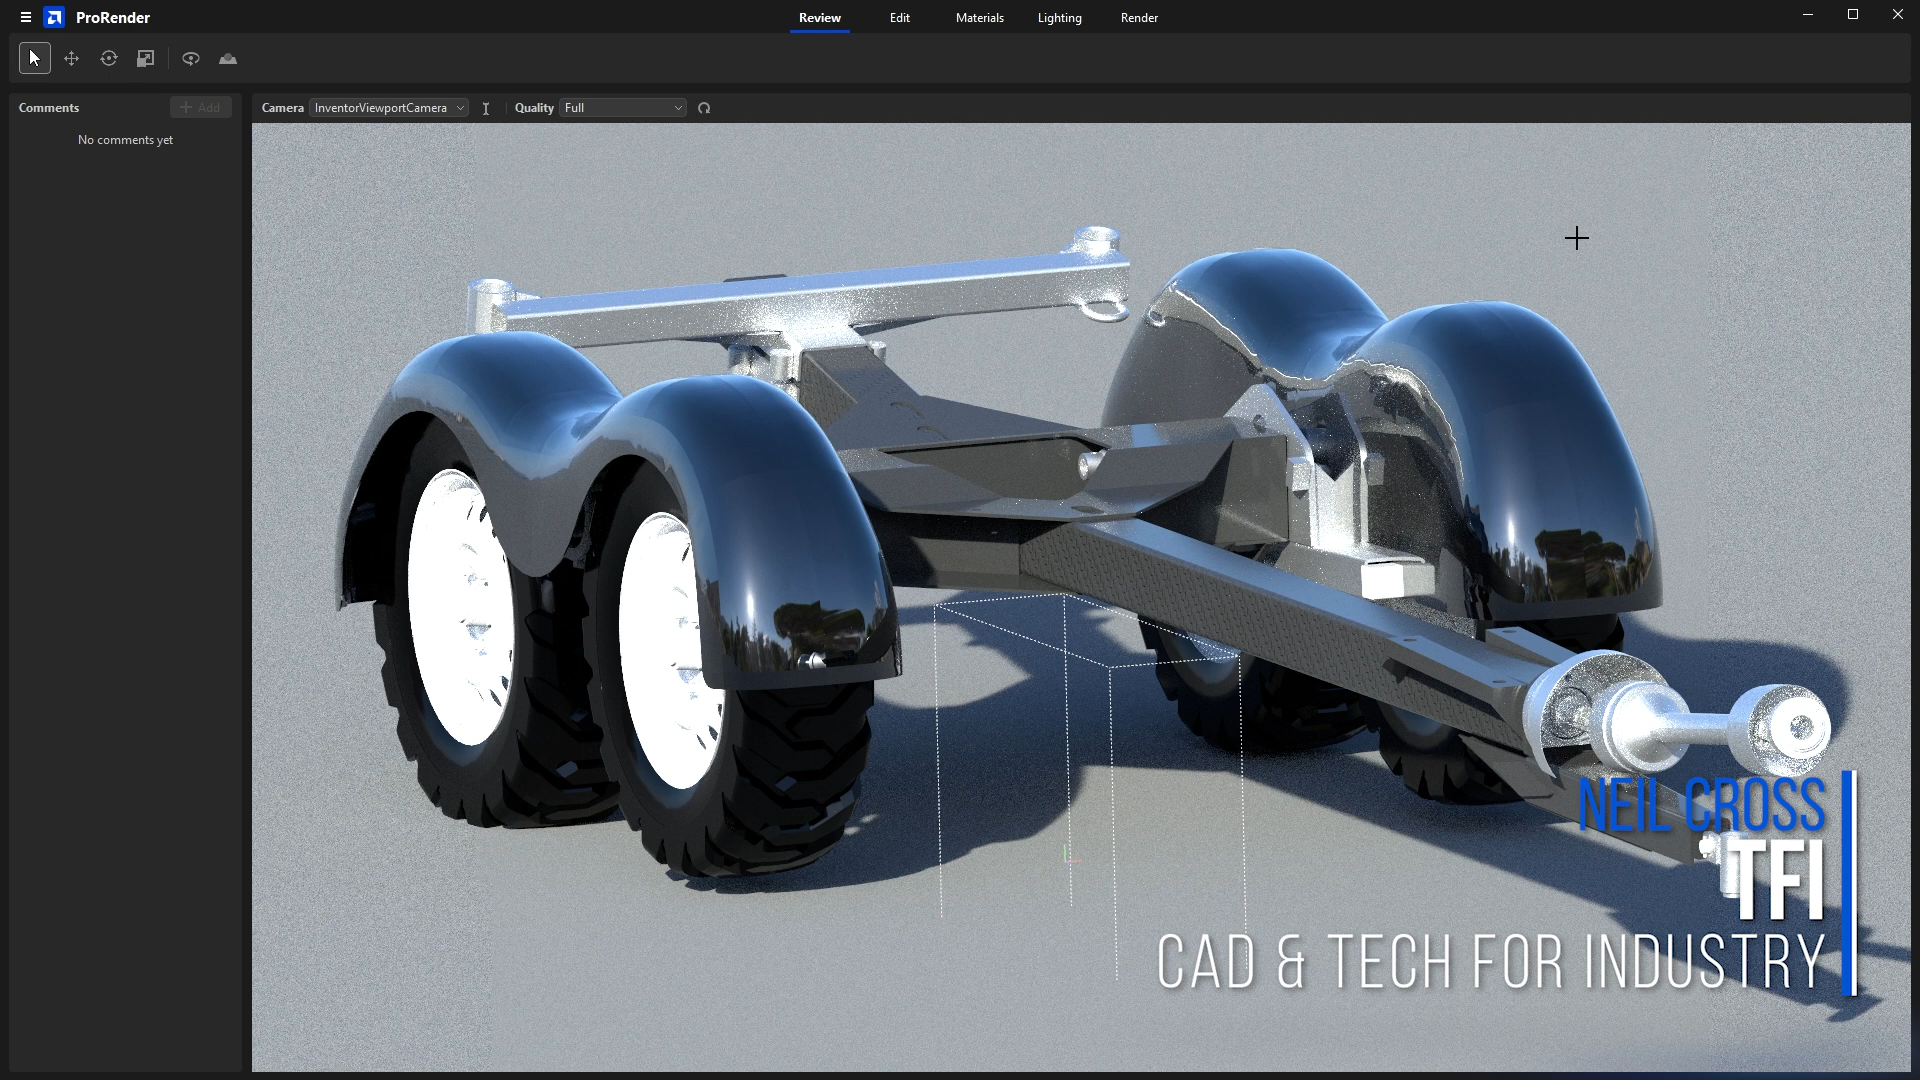 ProRender
Review Edit Materials Lighting Render
Comments Add
No comments yet
Camera InventorViewportCamera Quality Full
NEIL CROSS
TFI
CAD & TECH FOR INDUSTRY